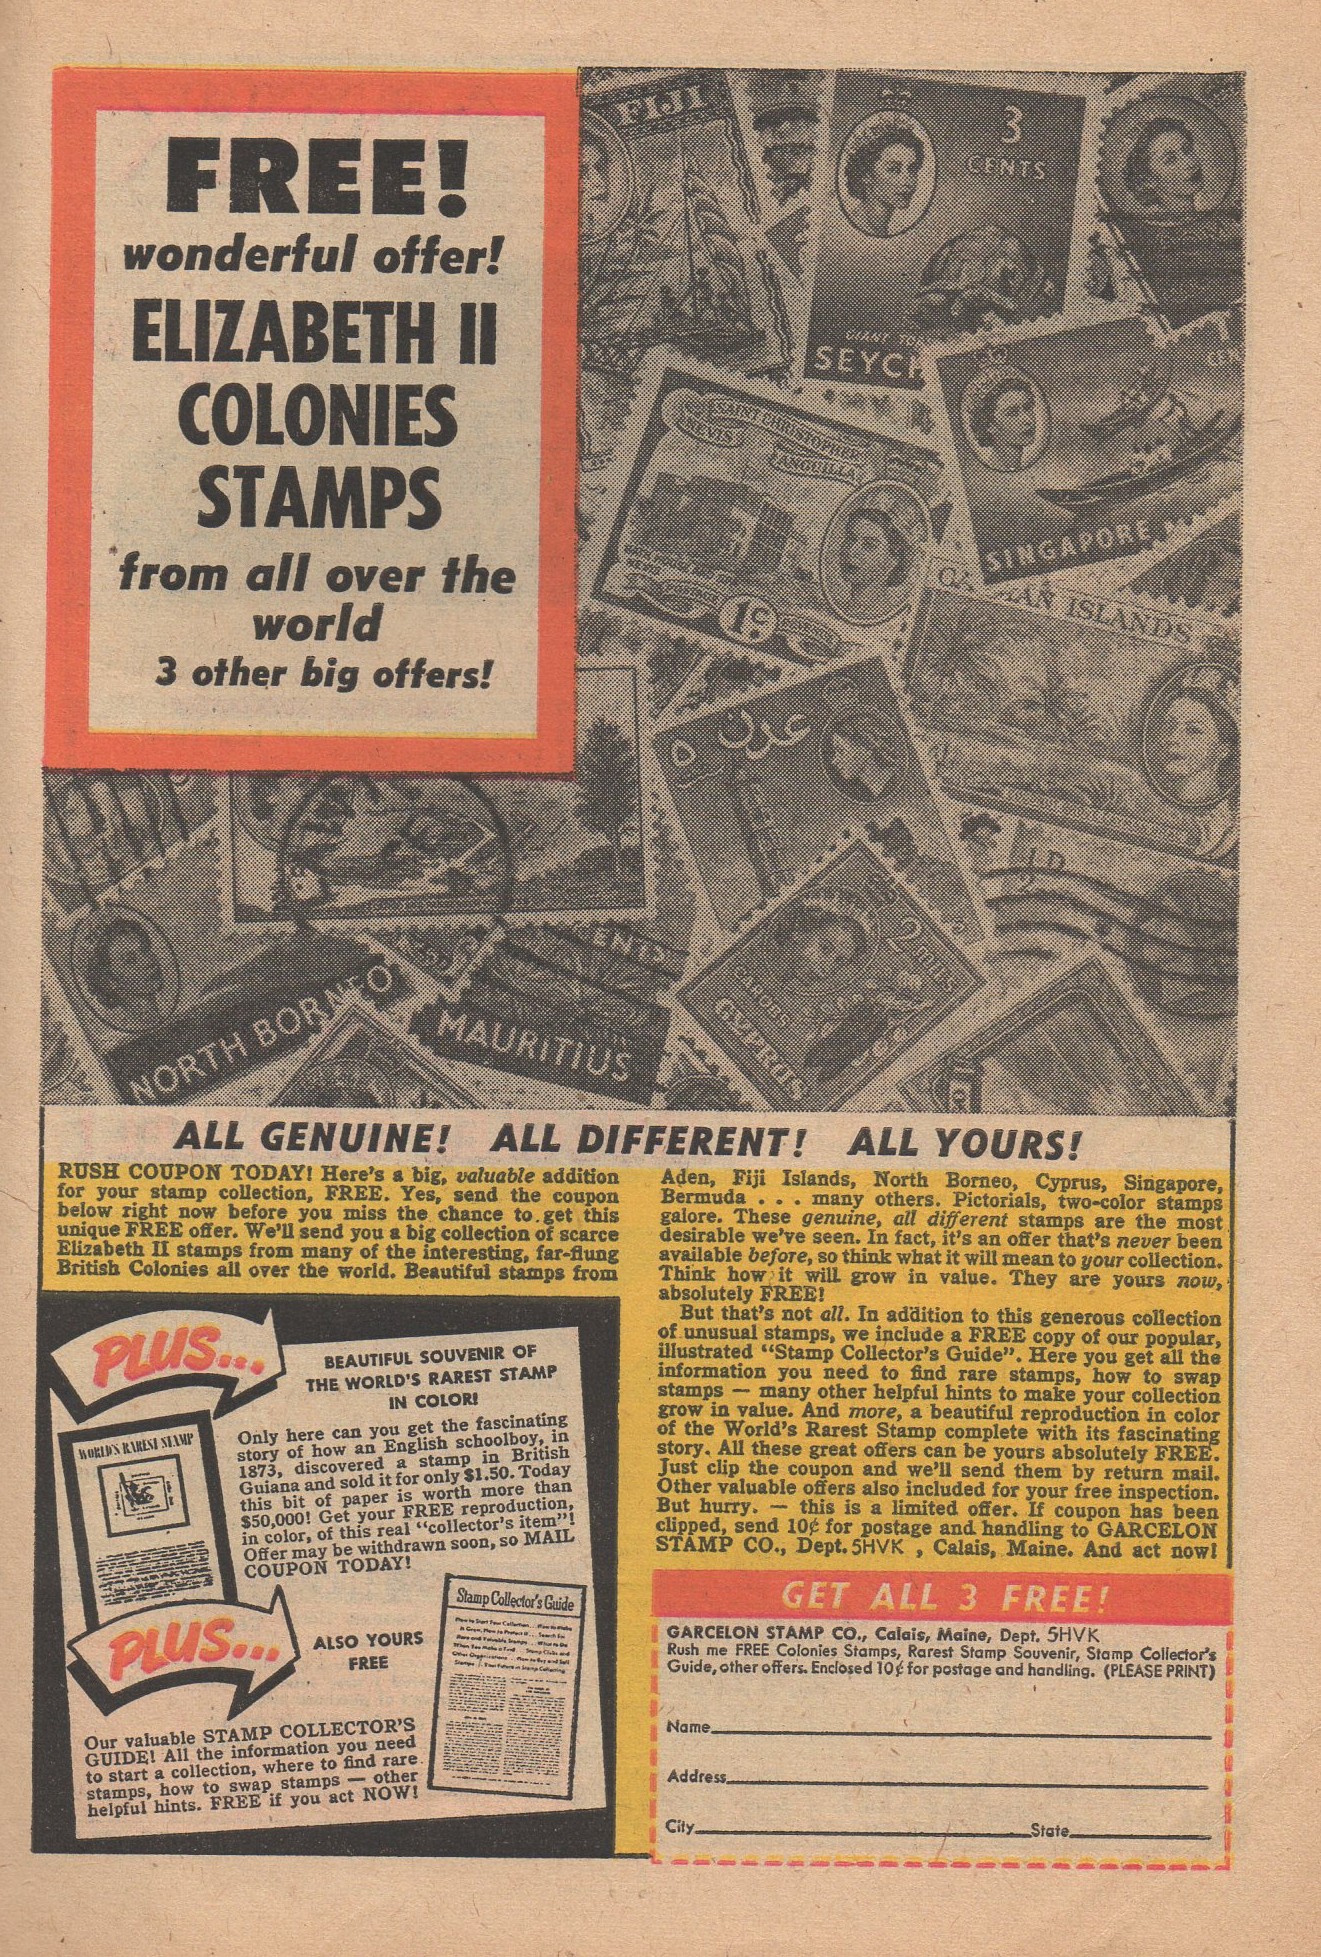 FREE!
wonderful offer!
ELIZABETH II
COLONIES
STAMPS
from all over the
world
3 other big offers!
FIJI
3
CENTS
GIANT
SEYCH
SINGAPORE
SAINT CHRISTOPHER
NEVIS
ANGUILLA
1c
ISLANDS
عدن
NORTH BORNEO
CENTS
MAURITIUS
2 mils
CAROBS
CYPRUS
ALL GENUINE! ALL DIFFERENT! ALL YOURS!
RUSH COUPON TODAY! Here's a big, valuable addition
for your stamp collection, FREE. Yes, send the coupon
below right now before you miss the chance to get this
unique FREE offer. We'll send you a big collection of scarce
Elizabeth II stamps from many of the interesting, far-flung
British Colonies all over the world. Beautiful stamps from
Aden, Fiji Islands, North Borneo, Cyprus, Singapore,
Bermuda . . . many others. Pictorials, two-color stamps
galore. These genuine, all different stamps are the most
desirable we've seen. In fact, it's an offer that's never been
available before, so think what it will mean to your collection.
Think how it will grow in value. They are yours now,
absolutely FREE!
But that's not all. In addition to this generous collection
of unusual stamps, we include a FREE copy of our popular,
illustrated "Stamp Collector's Guide". Here you get all the
information you need to find rare stamps, how to swap
stamps — many other helpful hints to make your collection
grow in value. And more, a beautiful reproduction in color
of the World's Rarest Stamp complete with its fascinating
story. All these great offers can be yours absolutely FREE.
Just clip the coupon and we'll send them by return mail.
Other valuable offers also included for your free inspection.
But hurry. — this is a limited offer. If coupon has been
clipped, send 10¢ for postage and handling to GARCELON
STAMP CO., Dept. 5HVK , Calais, Maine. And act now!
PLUS...
BEAUTIFUL SOUVENIR OF
THE WORLD'S RAREST STAMP
IN COLOR!
WORLD'S RAREST STAMP
Only here can you get the fascinating
story of how an English schoolboy, in
1873, discovered a stamp in British
Guiana and sold it for only $1.50. Today
this bit of paper is worth more than
$50,000! Get your FREE reproduction,
in color, of this real "collector's item"!
Offer may be withdrawn soon, so MAIL
COUPON TODAY!
PLUS...
ALSO YOURS
FREE
Stamp Collector's Guide
Our valuable STAMP COLLECTOR'S
GUIDE! All the information you need
to start a collection, where to find rare
stamps, how to swap stamps — other
helpful hints. FREE if you act NOW!
GET ALL 3 FREE!
GARCELON STAMP CO., Calais, Maine, Dept. 5HVK
Rush me FREE Colonies Stamps, Rarest Stamp Souvenir, Stamp Collector's
Guide, other offers. Enclosed 10¢ for postage and handling. (PLEASE PRINT)
Name
Address
City State